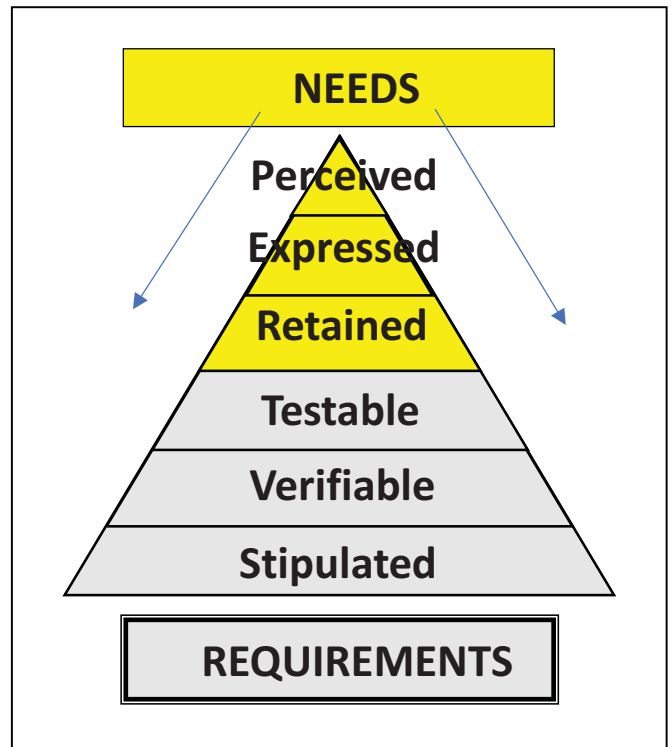 NEEDS
Perceived
Expressed
Retained
Testable
Verifiable
Stipulated
REQUIREMENTS